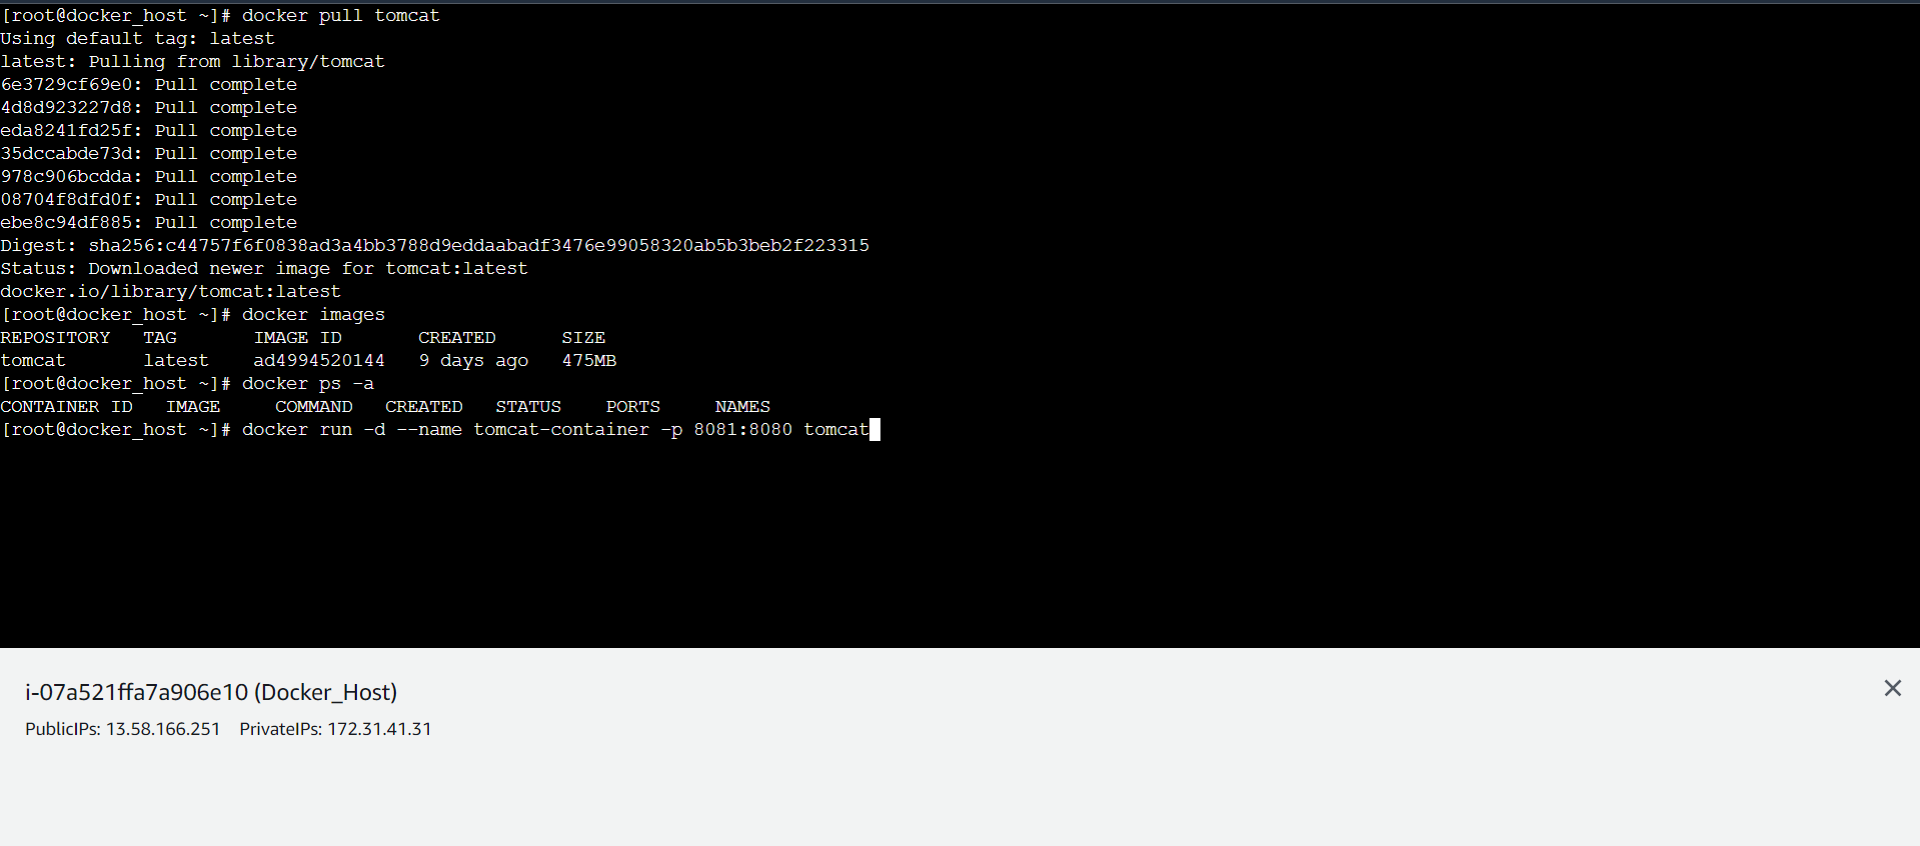 [root@docker_host ~]# docker pull tomcat
Using default tag: latest
latest: Pulling from library/tomcat
6e3729cf69e0: Pull complete
4d8d923227d8: Pull complete
eda8241fd25f: Pull complete
35dccabde73d: Pull complete
978c906bcdda: Pull complete
08704f8dfd0f: Pull complete
ebe8c94df885: Pull complete
Digest: sha256:c44757f6f0838ad3a4bb3788d9eddaabadf3476e99058320ab5b3beb2f223315
Status: Downloaded newer image for tomcat:latest
docker.io/library/tomcat:latest
[root@docker_host ~]# docker images
REPOSITORY   TAG       IMAGE ID       CREATED      SIZE
tomcat       latest    ad4994520144   9 days ago   475MB
[root@docker_host ~]# docker ps -a
CONTAINER ID   IMAGE     COMMAND   CREATED   STATUS    PORTS     NAMES
[root@docker_host ~]# docker run -d --name tomcat-container -p 8081:8080 tomcat
i-07a521ffa7a906e10 (Docker_Host)
PublicIPs: 13.58.166.251    PrivateIPs: 172.31.41.31